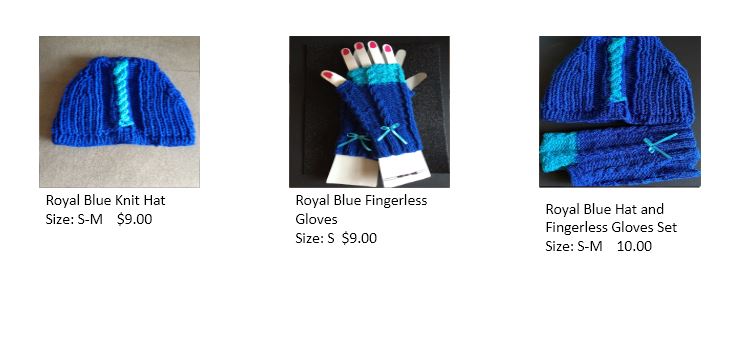 Royal Blue Knit Hat
Size: S-M    $9.00
Royal Blue Fingerless
Gloves
Size: S  $9.00
Royal Blue Hat and
Fingerless Gloves Set
Size: S-M    10.00